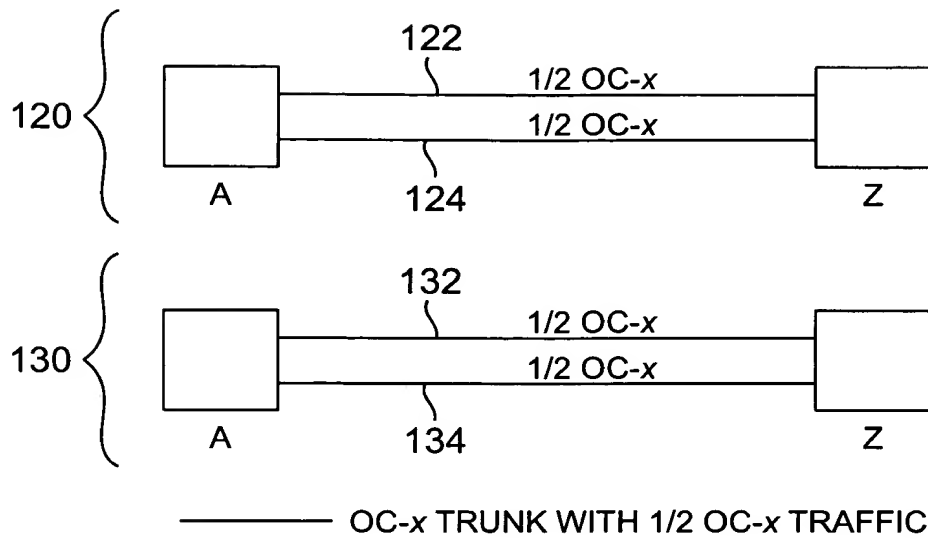 122
1/2 OC-x
120
1/2 OC-x
A
124
Z
132
1/2 OC-x
130
1/2 OC-x
A
134
Z
OC-x TRUNK WITH 1/2 OC-x TRAFFIC